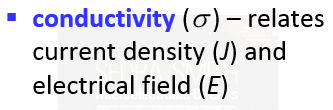 ▪ conductivity (σ) – relates
current density (J) and
electrical field (E)